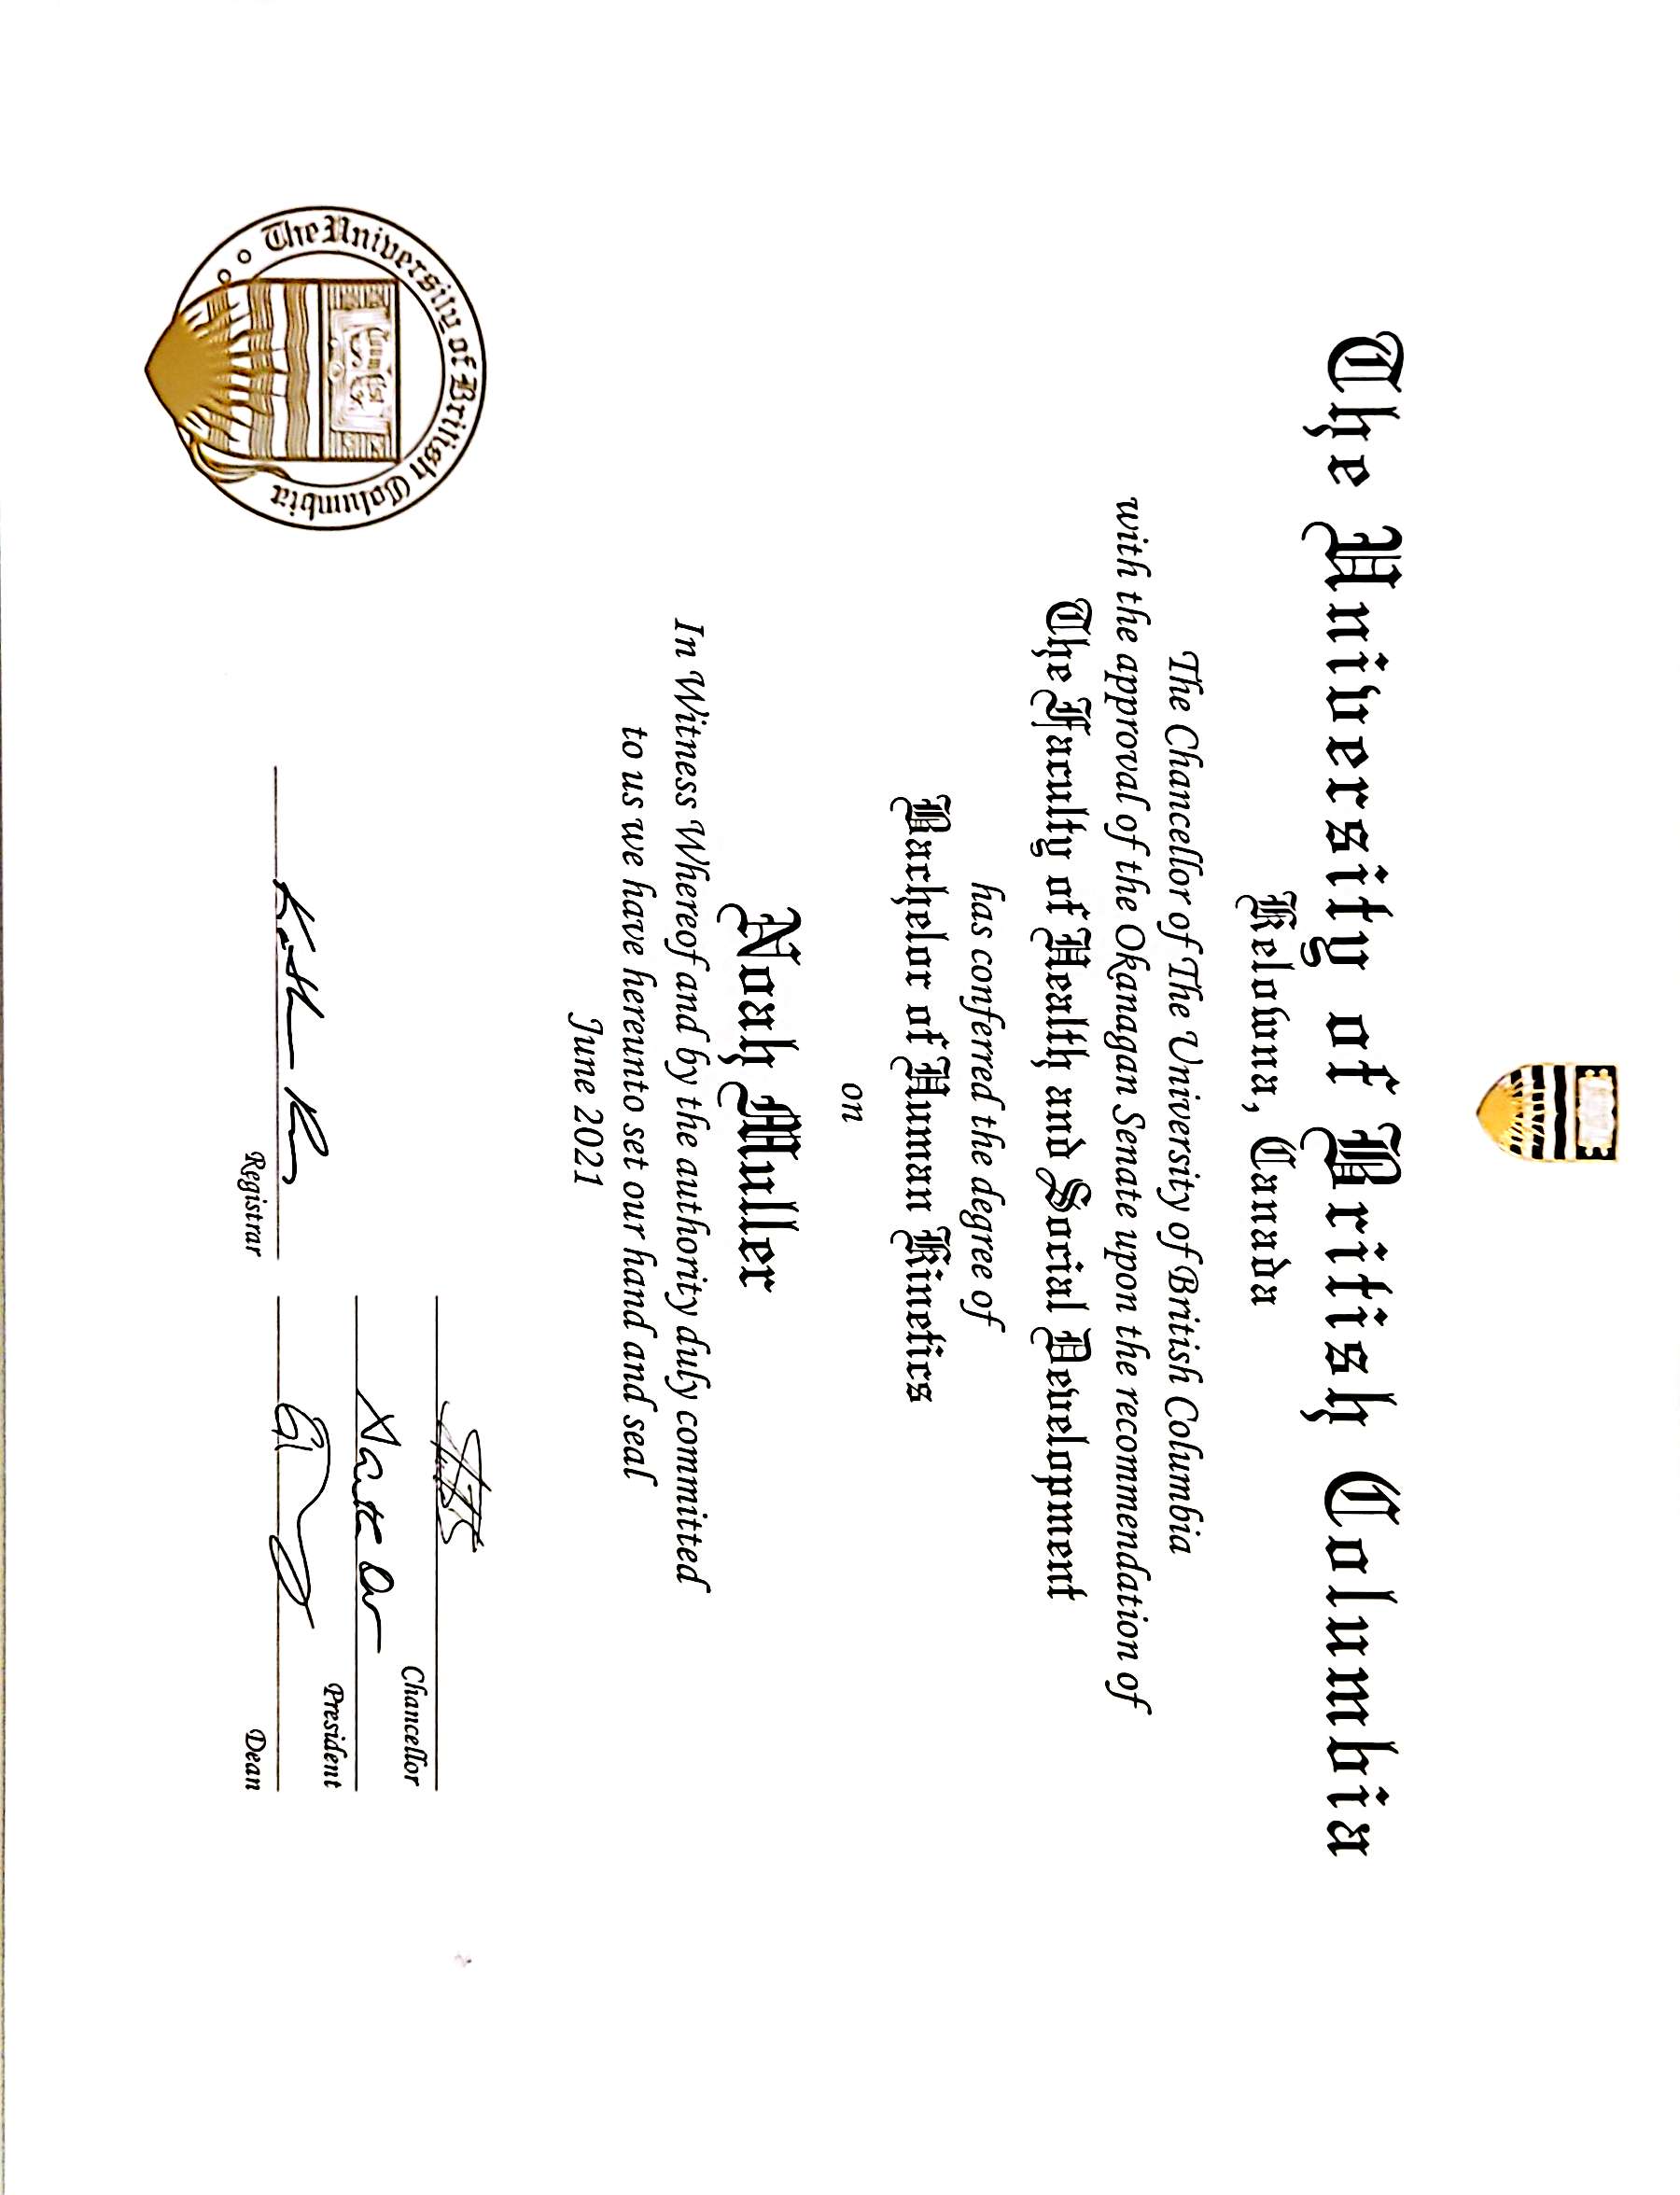 The University of British Columbia
Kelowna, Canada
The Chancellor of The University of British Columbia
with the approval of the Okanagan Senate upon the recommendation of
The Faculty of Health and Social Development
has conferred the degree of
Bachelor of Human Kinetics
on
Noah Muller
In Witness Whereof and by the authority duly committed
to us we have hereunto set our hand and seal
June 2021
The University of British Columbia
Tuum Est
Chancellor
President
Registrar
Dean